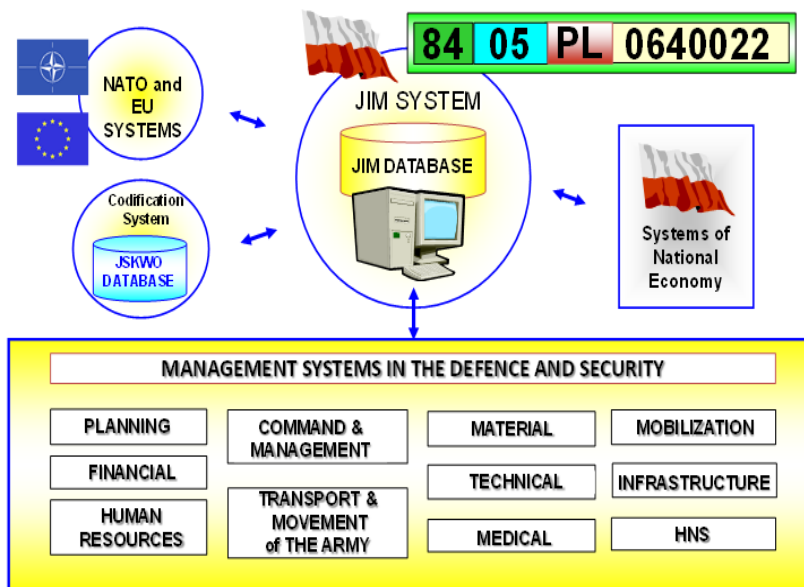 84 05 PL 0640022
NATO and
EU
SYSTEMS
JIM SYSTEM
JIM DATABASE
Codification
System
JSKWO
DATABASE
Systems of
National
Economy
MANAGEMENT SYSTEMS IN THE DEFENCE AND SECURITY
PLANNING
FINANCIAL
HUMAN
RESOURCES
COMMAND &
MANAGEMENT
TRANSPORT &
MOVEMENT
of THE ARMY
MATERIAL
TECHNICAL
MEDICAL
MOBILIZATION
INFRASTRUCTURE
HNS